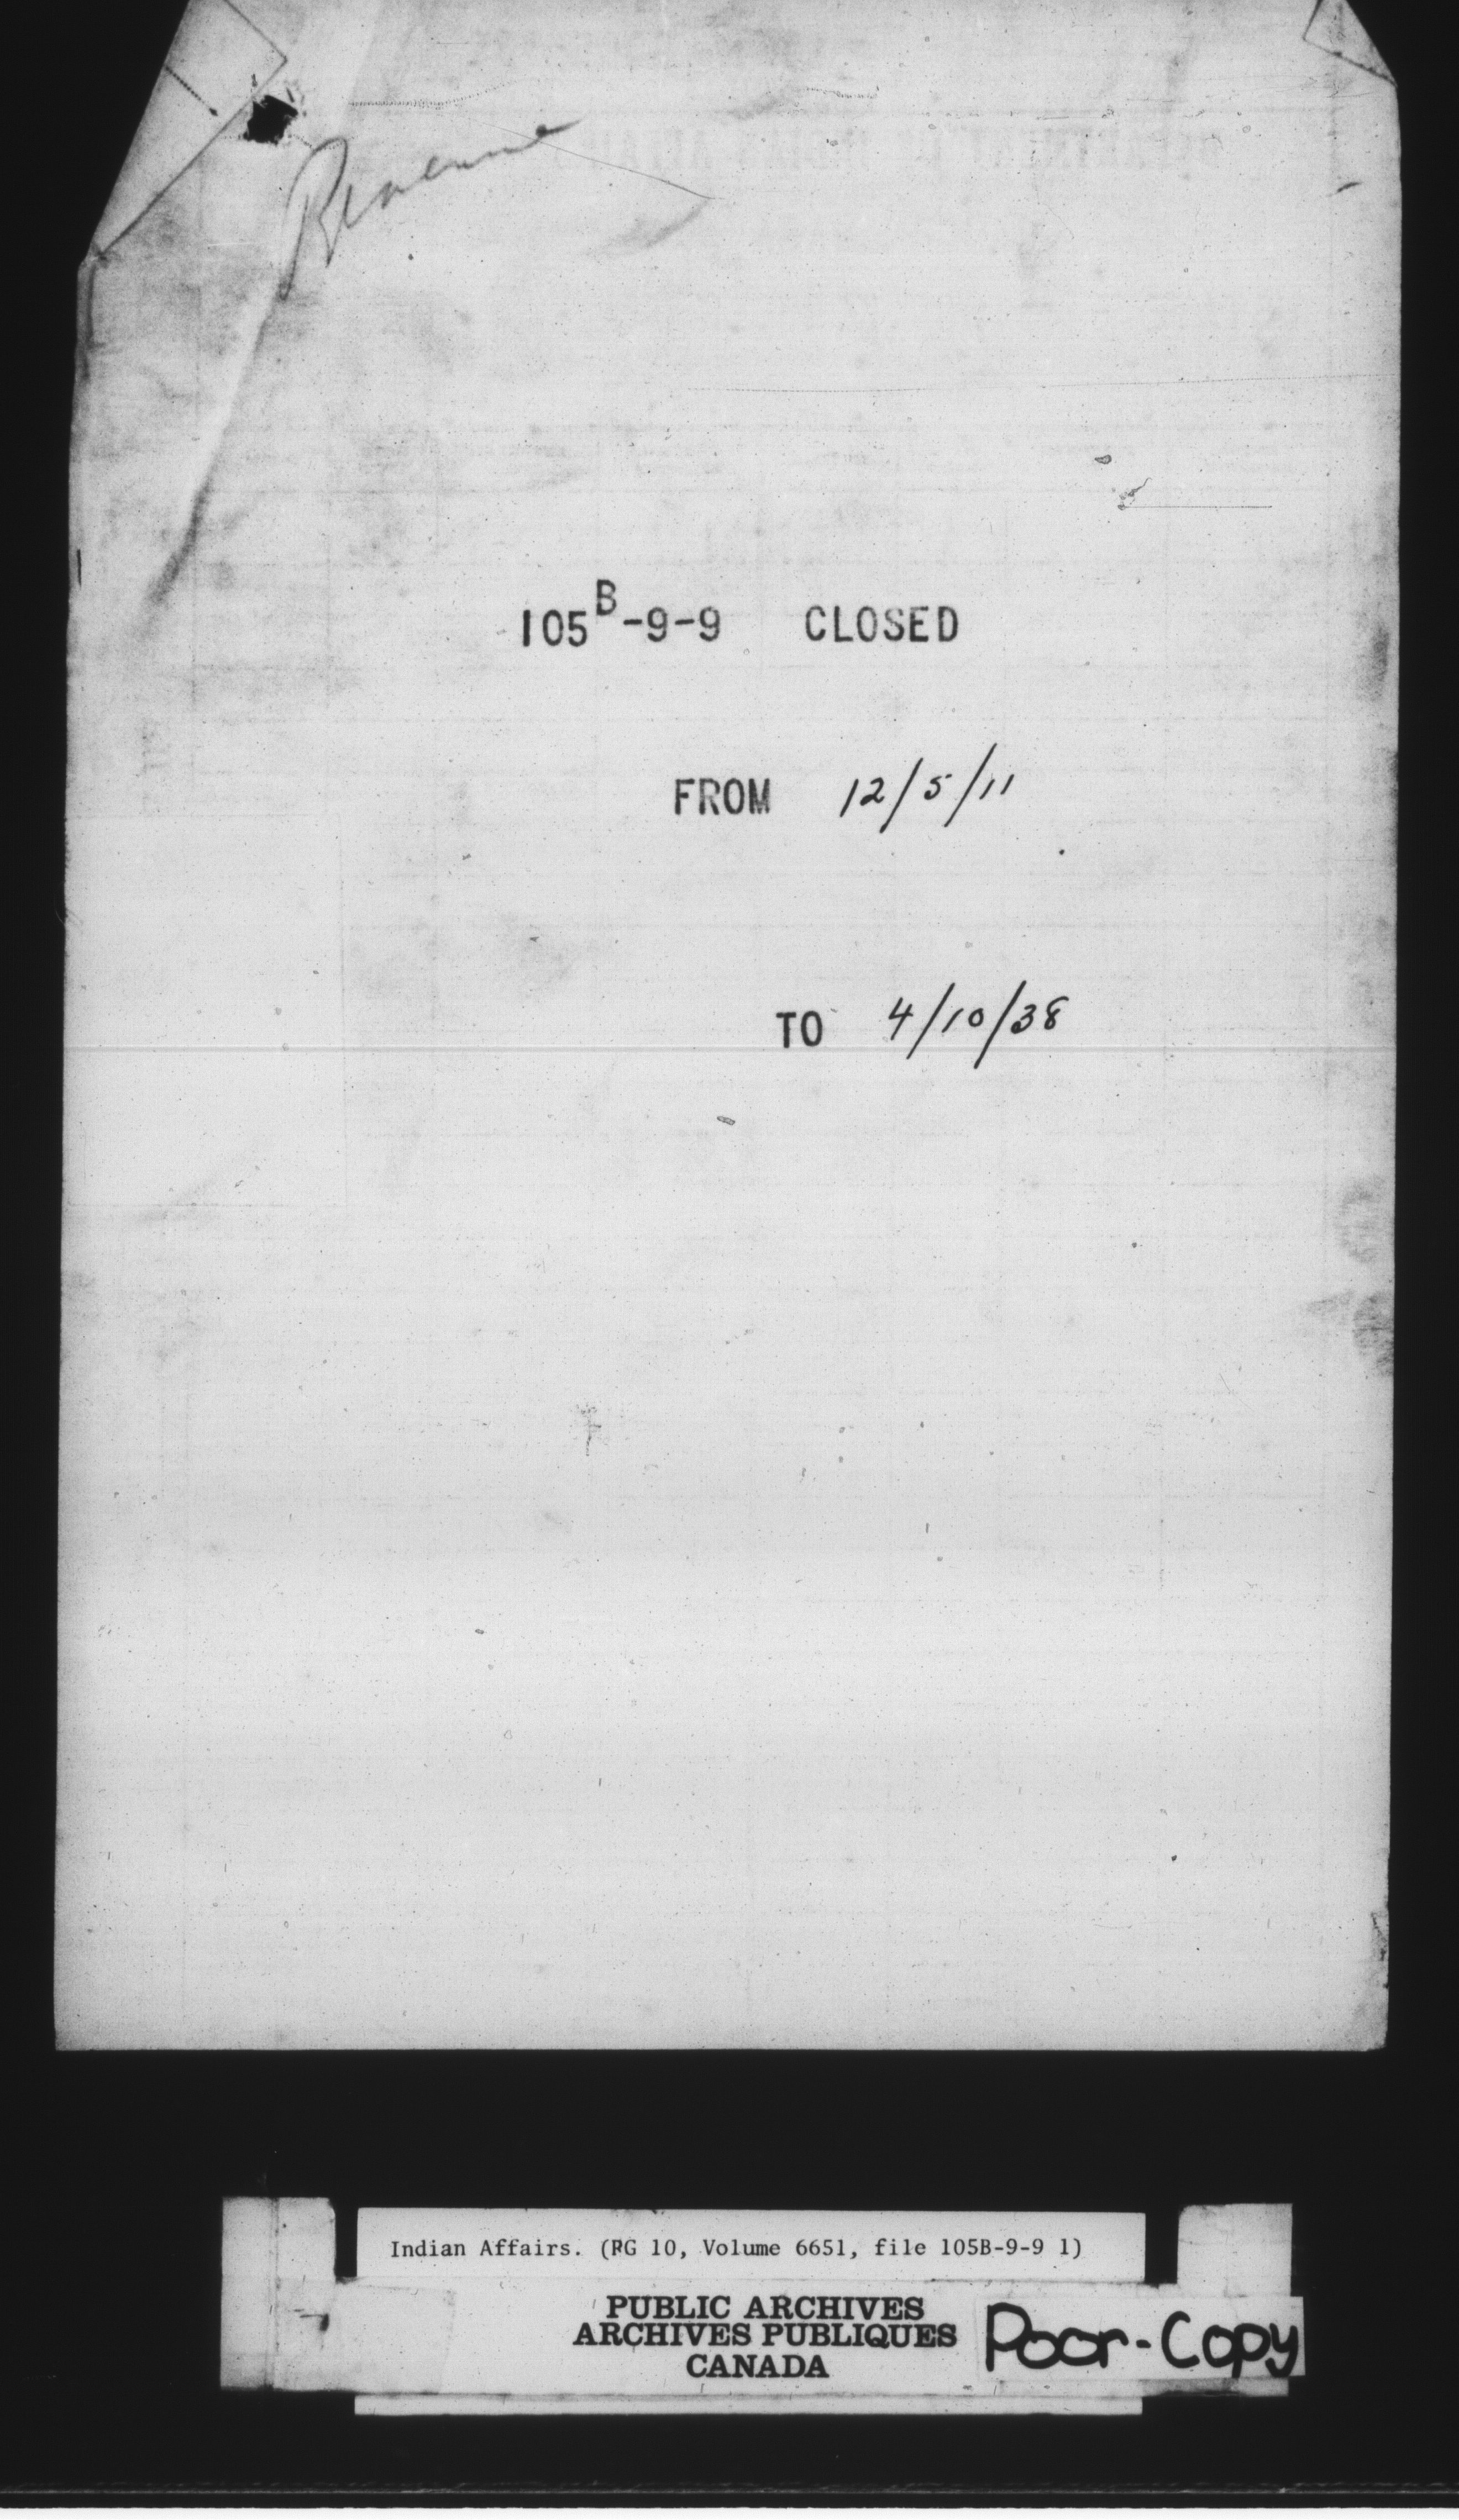 Revenue
105B-9-9 CLOSED
FROM 12/5/11
TO 4/10/38
Indian Affairs. (RG 10, Volume 6651, file 105B-9-9 1)
PUBLIC ARCHIVES
ARCHIVES PUBLIQUES
CANADA
Poor-Copy